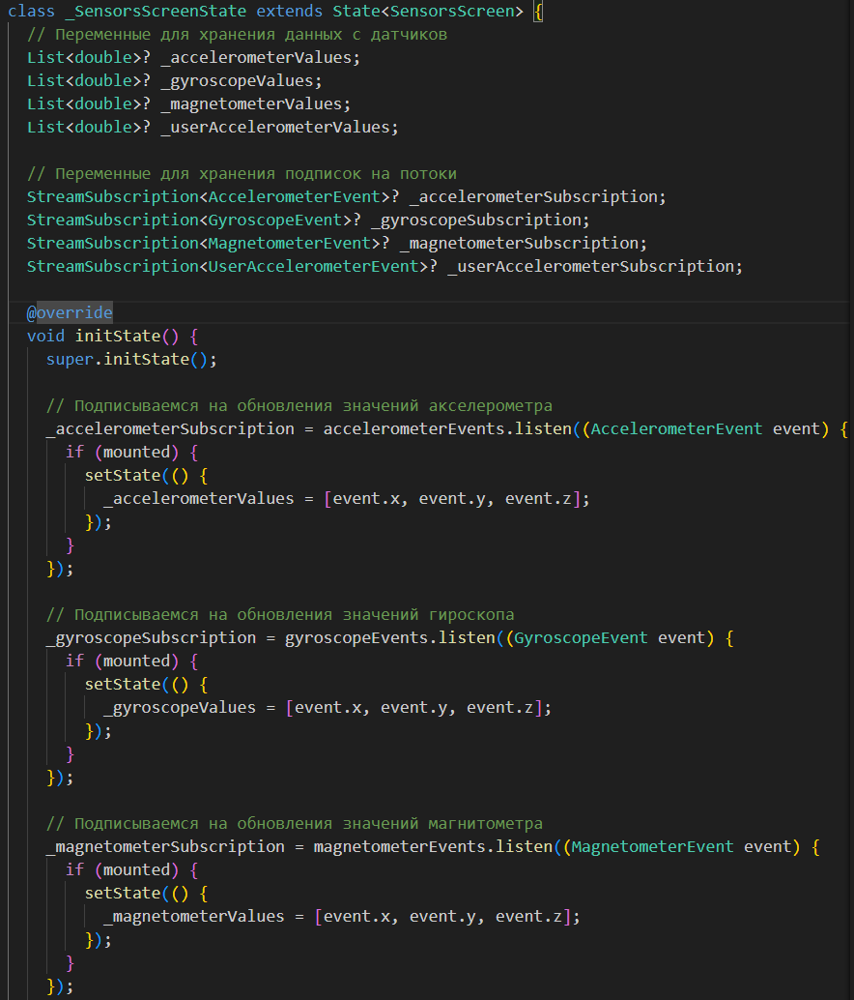 class _SensorsScreenState extends State<SensorsScreen> {
  // Переменные для хранения данных с датчиков
  List<double>? _accelerometerValues;
  List<double>? _gyroscopeValues;
  List<double>? _magnetometerValues;
  List<double>? _userAccelerometerValues;

  // Переменные для хранения подписок на потоки
  StreamSubscription<AccelerometerEvent>? _accelerometerSubscription;
  StreamSubscription<GyroscopeEvent>? _gyroscopeSubscription;
  StreamSubscription<MagnetometerEvent>? _magnetometerSubscription;
  StreamSubscription<UserAccelerometerEvent>? _userAccelerometerSubscription;

  @override
  void initState() {
    super.initState();

    // Подписываемся на обновления значений акселерометра
    _accelerometerSubscription = accelerometerEvents.listen((AccelerometerEvent event) {
      if (mounted) {
        setState(() {
          _accelerometerValues = [event.x, event.y, event.z];
        });
      }
    });

    // Подписываемся на обновления значений гироскопа
    _gyroscopeSubscription = gyroscopeEvents.listen((GyroscopeEvent event) {
      if (mounted) {
        setState(() {
          _gyroscopeValues = [event.x, event.y, event.z];
        });
      }
    });

    // Подписываемся на обновления значений магнитометра
    _magnetometerSubscription = magnetometerEvents.listen((MagnetometerEvent event) {
      if (mounted) {
        setState(() {
          _magnetometerValues = [event.x, event.y, event.z];
        });
      }
    });